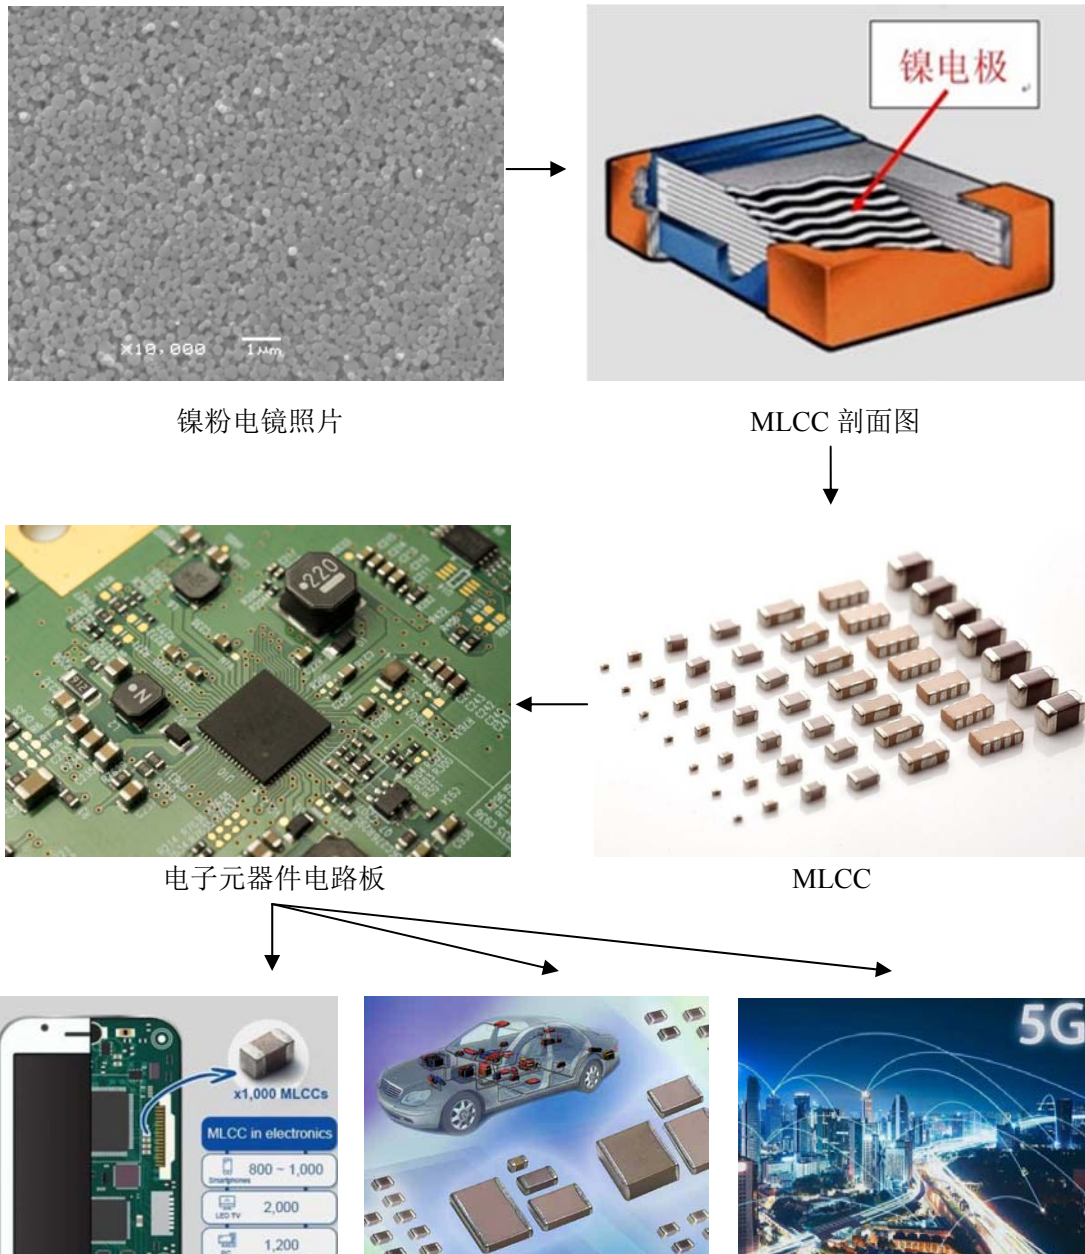 镍电极
×10,000 1μm
镍粉电镜照片
MLCC 剖面图
220
912
N
电子元器件电路板
MLCC
x1,000 MLCCs
MLCC in electronics
Smartphones 800 ~ 1,000
LED TV 2,000
PC 1,200
5G